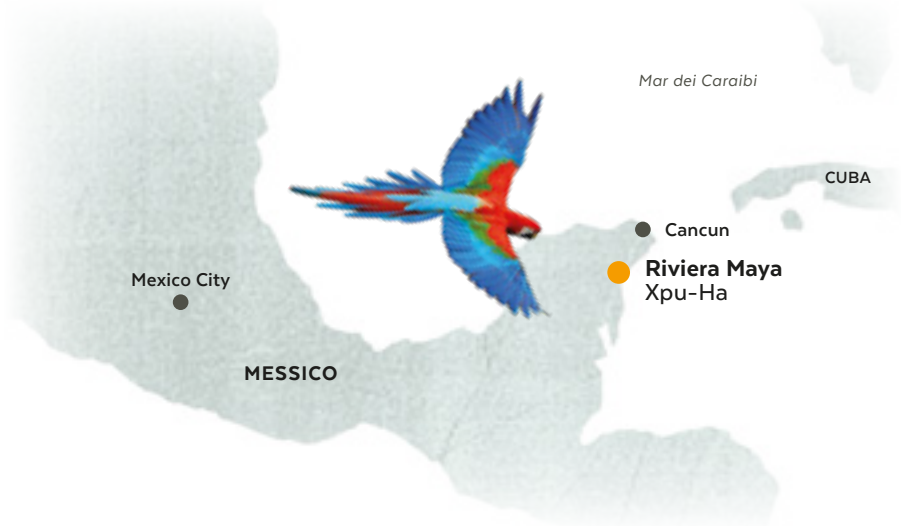 Mar dei Caraibi
CUBA
Cancun
Riviera Maya
Xpu-Ha
Mexico City
MESSICO